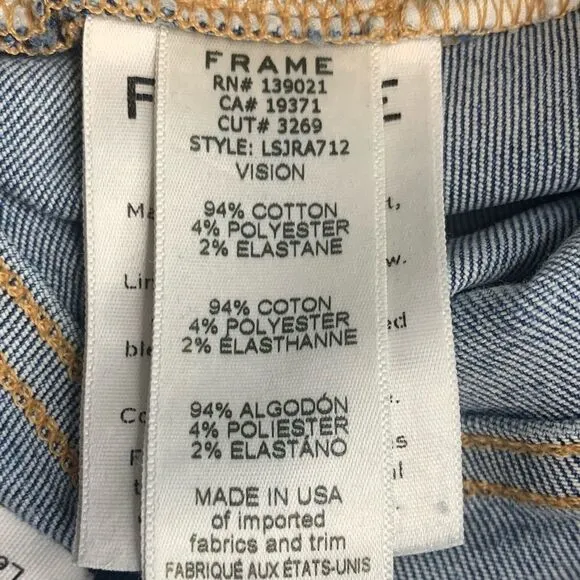 FRAME
RN# 139021
CA# 19371
CUT# 3269
STYLE: LSJRA712
VISION
94% COTTON
4% POLYESTER
2% ELASTANE
94% COTON
4% POLYESTER
2% ÉLASTHANNE
94% ALGODÓN
4% POLIESTER
2% ELASTÁNO
MADE IN USA
of imported
fabrics and trim
FABRIQUÉ AUX ÉTATS-UNIS